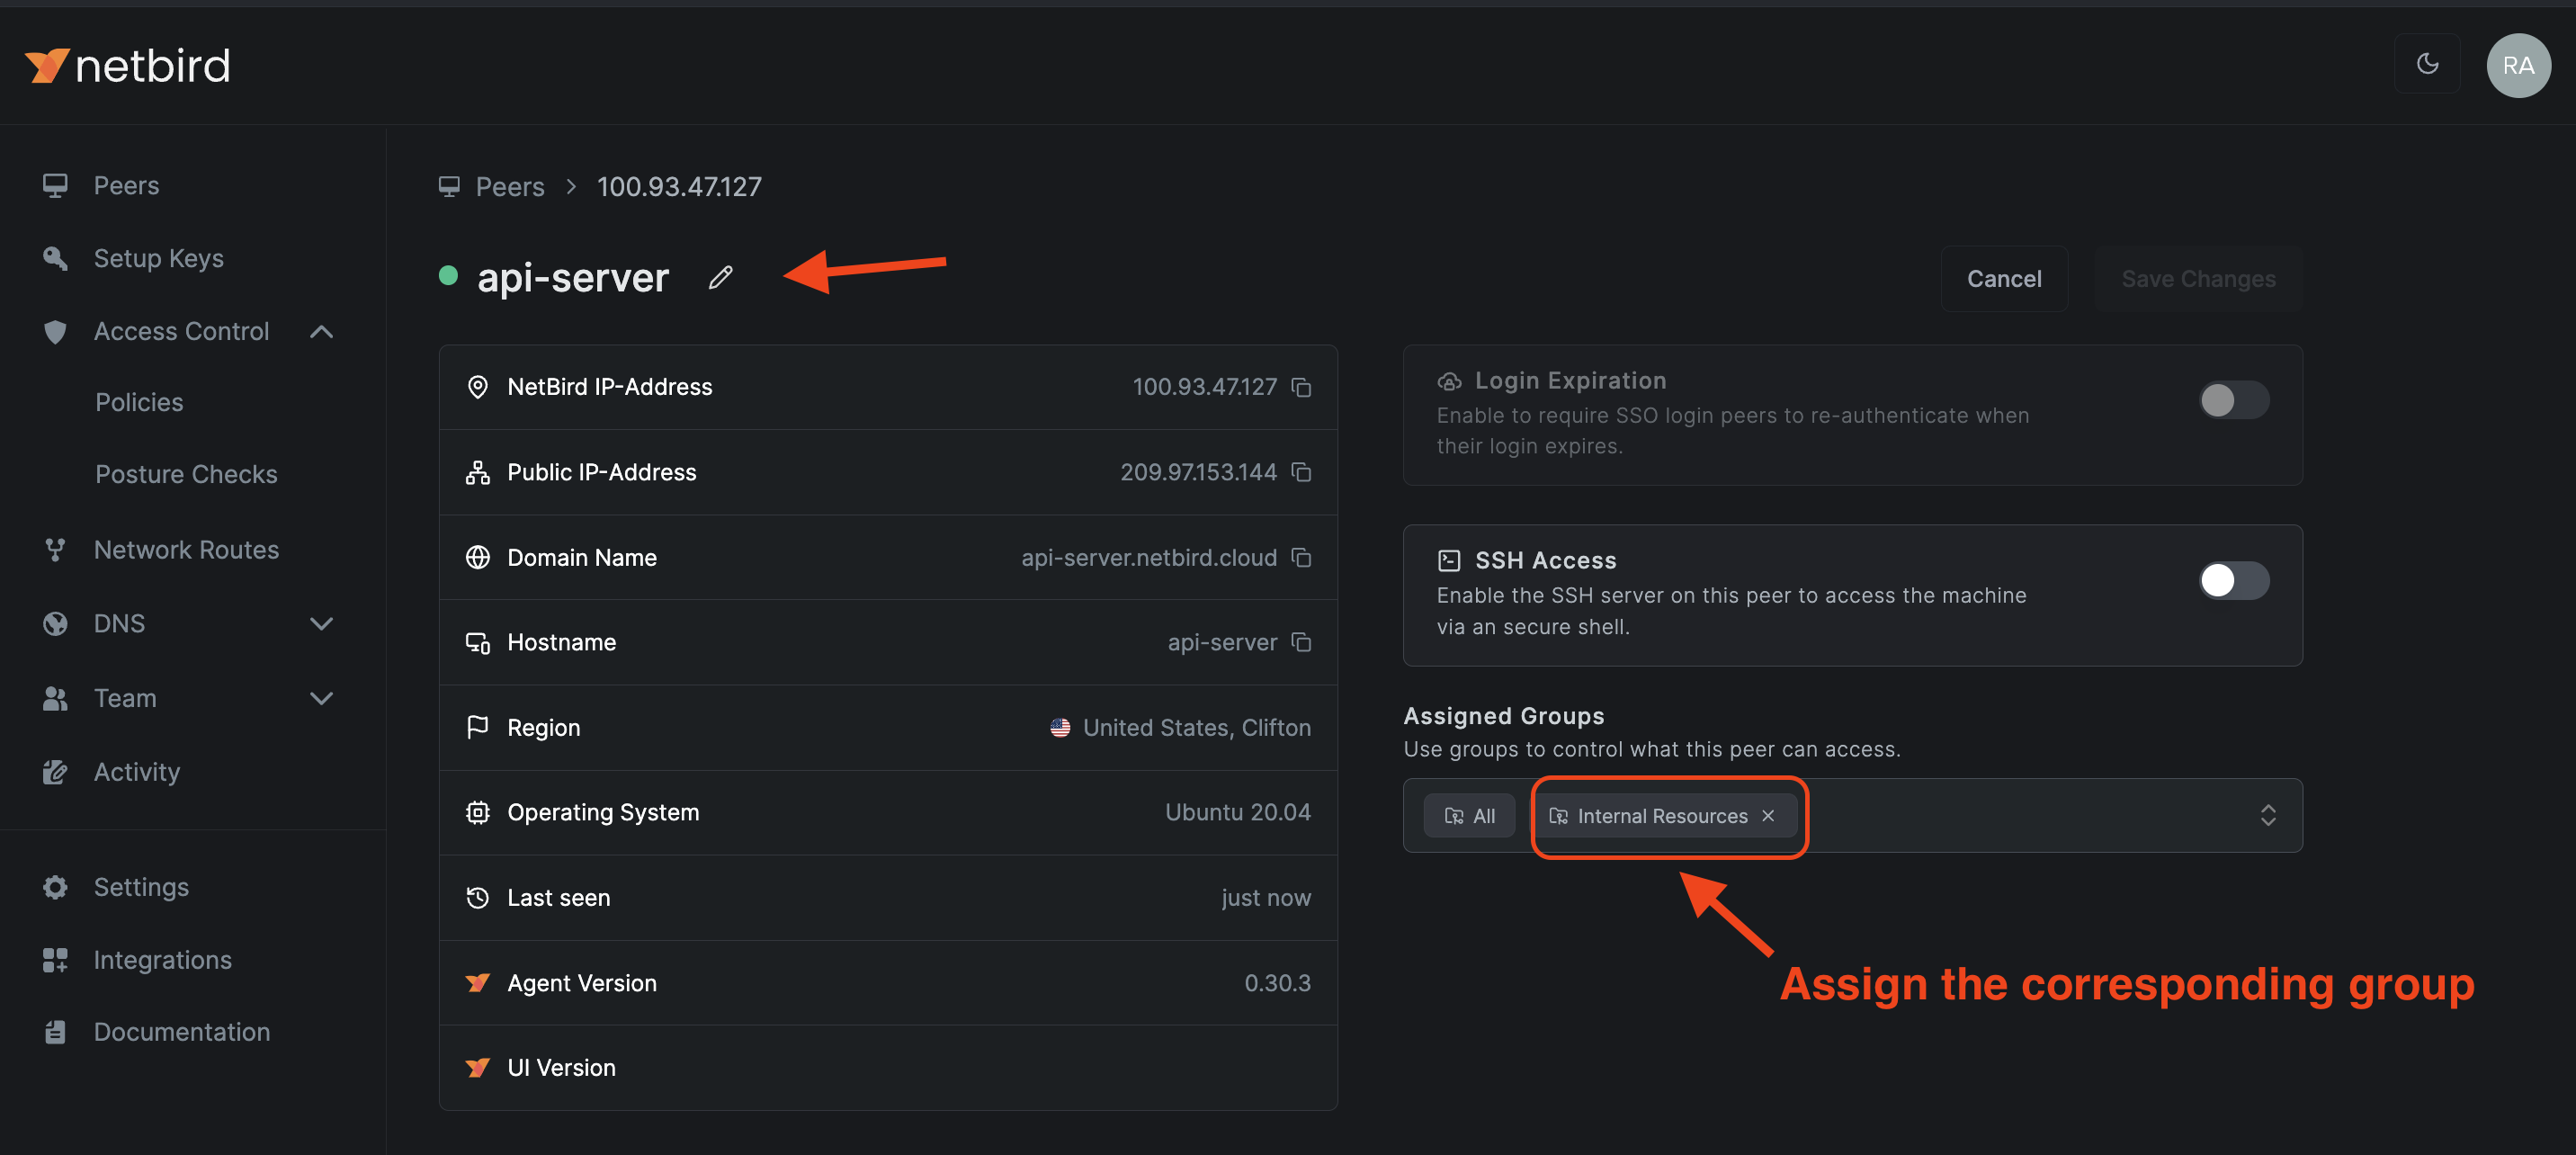 netbird
RA
Peers
Setup Keys
Access Control
Policies
Posture Checks
Network Routes
DNS
Team
Activity
Settings
Integrations
Documentation
Peers > 100.93.47.127
api-server
Cancel
Save Changes
NetBird IP-Address 100.93.47.127
Public IP-Address 209.97.153.144
Domain Name api-server.netbird.cloud
Hostname api-server
Region United States, Clifton
Operating System Ubuntu 20.04
Last seen just now
Agent Version 0.30.3
UI Version
Login Expiration
Enable to require SSO login peers to re-authenticate when
their login expires.
SSH Access
Enable the SSH server on this peer to access the machine
via an secure shell.
Assigned Groups
Use groups to control what this peer can access.
All Internal Resources
Assign the corresponding group